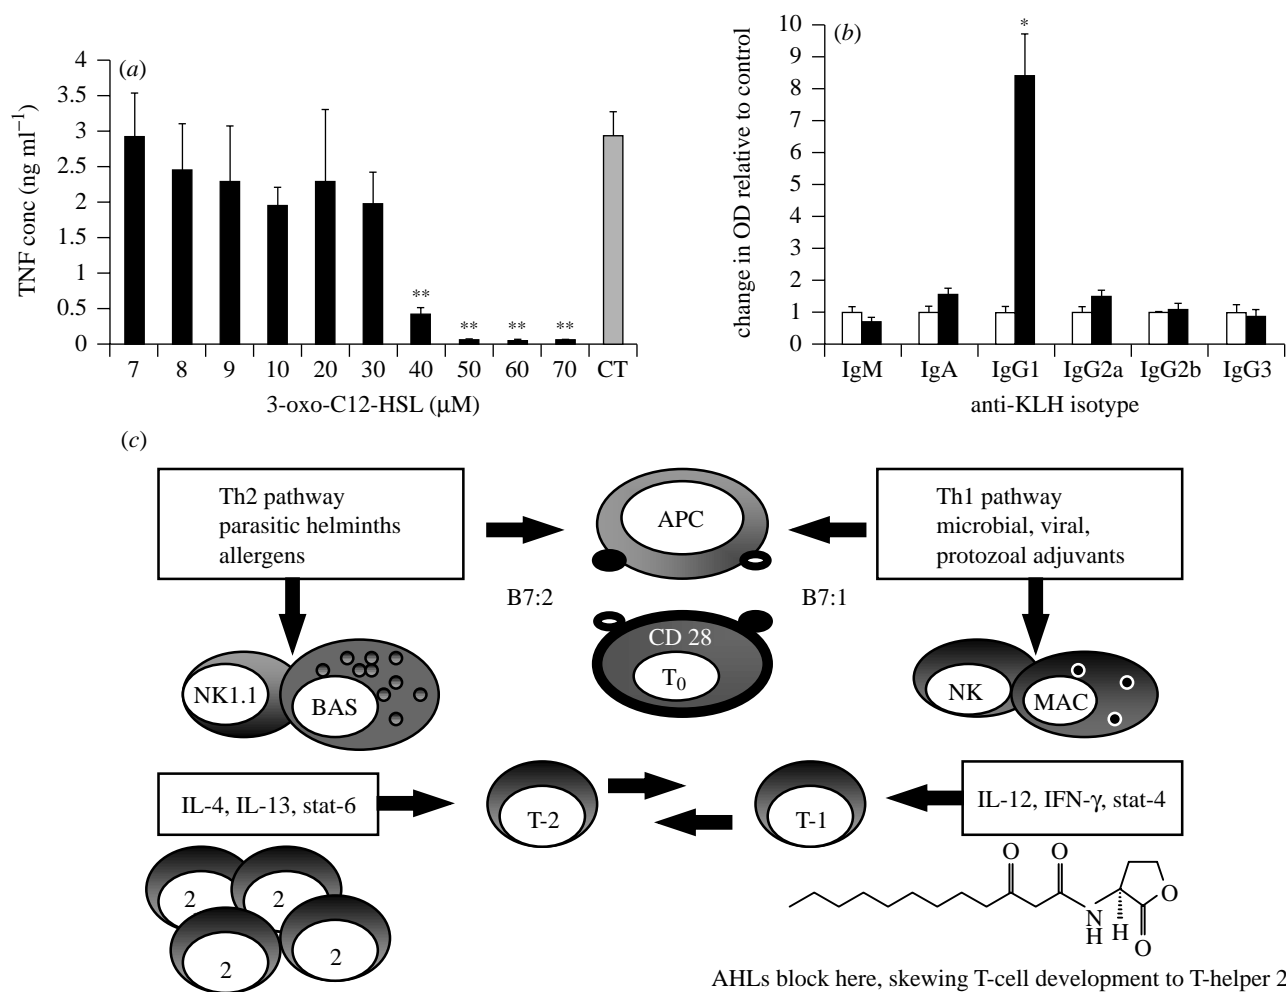 (a)
TNF conc (ng ml−1)
4
3.5
3
2.5
2
1.5
1
0.5
0
** ** ** **
7 8 9 10 20 30 40 50 60 70 CT
3-oxo-C12-HSL (μM)
(b)
change in OD relative to control
10
9
8
7
6
5
4
3
2
1
0
*
IgM IgA IgG1 IgG2a IgG2b IgG3
anti-KLH isotype
(c)
Th2 pathway
parasitic helminths
allergens
APC
Th1 pathway
microbial, viral,
protozoal adjuvants
B7:2
B7:1
CD 28
T0
NK1.1
BAS
NK
MAC
IL-4, IL-13, stat-6
T-2
T-1
IL-12, IFN-γ, stat-4
2
2
2
2
O O
O
N
H
H
O
AHLs block here, skewing T-cell development to T-helper 2